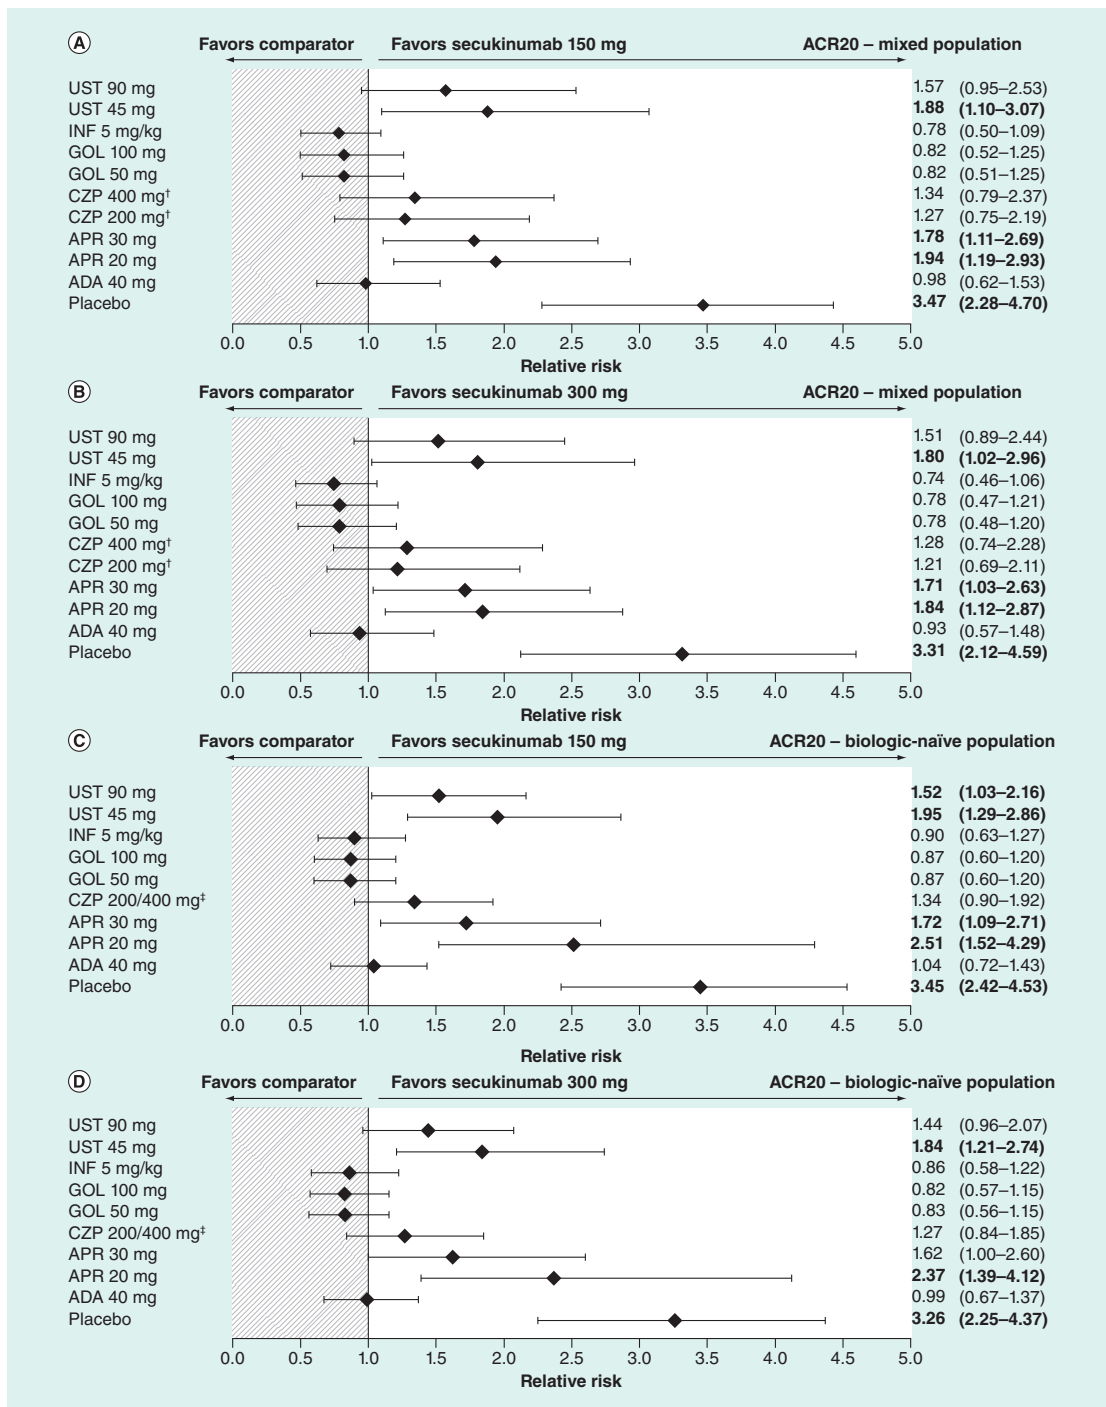 A
Favors comparator Favors secukinumab 150 mg ACR20 – mixed population
UST 90 mg 1.57 (0.95–2.53)
UST 45 mg 1.88 (1.10–3.07)
INF 5 mg/kg 0.78 (0.50–1.09)
GOL 100 mg 0.82 (0.52–1.25)
GOL 50 mg 0.82 (0.51–1.25)
CZP 400 mg† 1.34 (0.79–2.37)
CZP 200 mg† 1.27 (0.75–2.19)
APR 30 mg 1.78 (1.11–2.69)
APR 20 mg 1.94 (1.19–2.93)
ADA 40 mg 0.98 (0.62–1.53)
Placebo 3.47 (2.28–4.70)
0.0 0.5 1.0 1.5 2.0 2.5 3.0 3.5 4.0 4.5 5.0
Relative risk
B
Favors comparator Favors secukinumab 300 mg ACR20 – mixed population
UST 90 mg 1.51 (0.89–2.44)
UST 45 mg 1.80 (1.02–2.96)
INF 5 mg/kg 0.74 (0.46–1.06)
GOL 100 mg 0.78 (0.47–1.21)
GOL 50 mg 0.78 (0.48–1.20)
CZP 400 mg† 1.28 (0.74–2.28)
CZP 200 mg† 1.21 (0.69–2.11)
APR 30 mg 1.71 (1.03–2.63)
APR 20 mg 1.84 (1.12–2.87)
ADA 40 mg 0.93 (0.57–1.48)
Placebo 3.31 (2.12–4.59)
0.0 0.5 1.0 1.5 2.0 2.5 3.0 3.5 4.0 4.5 5.0
Relative risk
C
Favors comparator Favors secukinumab 150 mg ACR20 – biologic-naïve population
UST 90 mg 1.52 (1.03–2.16)
UST 45 mg 1.95 (1.29–2.86)
INF 5 mg/kg 0.90 (0.63–1.27)
GOL 100 mg 0.87 (0.60–1.20)
GOL 50 mg 0.87 (0.60–1.20)
CZP 200/400 mg‡ 1.34 (0.90–1.92)
APR 30 mg 1.72 (1.09–2.71)
APR 20 mg 2.51 (1.52–4.29)
ADA 40 mg 1.04 (0.72–1.43)
Placebo 3.45 (2.42–4.53)
0.0 0.5 1.0 1.5 2.0 2.5 3.0 3.5 4.0 4.5 5.0
Relative risk
D
Favors comparator Favors secukinumab 300 mg ACR20 – biologic-naïve population
UST 90 mg 1.44 (0.96–2.07)
UST 45 mg 1.84 (1.21–2.74)
INF 5 mg/kg 0.86 (0.58–1.22)
GOL 100 mg 0.82 (0.57–1.15)
GOL 50 mg 0.83 (0.56–1.15)
CZP 200/400 mg‡ 1.27 (0.84–1.85)
APR 30 mg 1.62 (1.00–2.60)
APR 20 mg 2.37 (1.39–4.12)
ADA 40 mg 0.99 (0.67–1.37)
Placebo 3.26 (2.25–4.37)
0.0 0.5 1.0 1.5 2.0 2.5 3.0 3.5 4.0 4.5 5.0
Relative risk